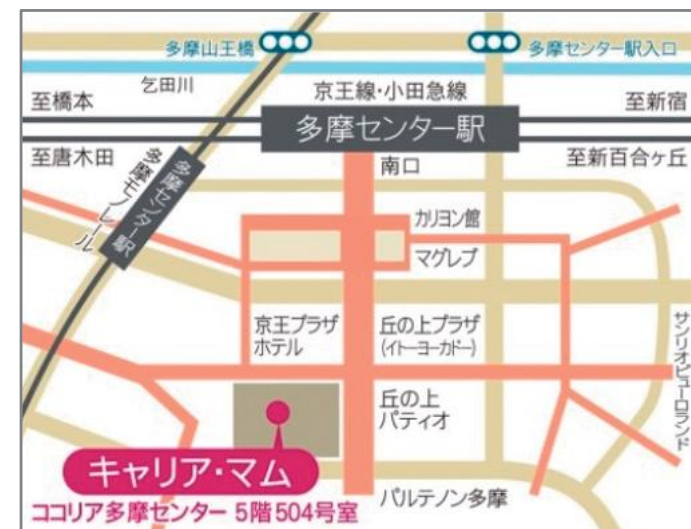 多摩山王橋
多摩センター駅入口
乞田川
京王線・小田急線
至橋本
至新宿
多摩センター駅
至唐木田
南口
至新百合ヶ丘
多摩センター駅
多摩モノレール
カリヨン館
マグレブ
京王プラザ
ホテル
丘の上プラザ
(イトーヨーカドー)
サンリオピューロランド
丘の上
パティオ
キャリア・マム
ココリア多摩センター 5階504号室
パルテノン多摩